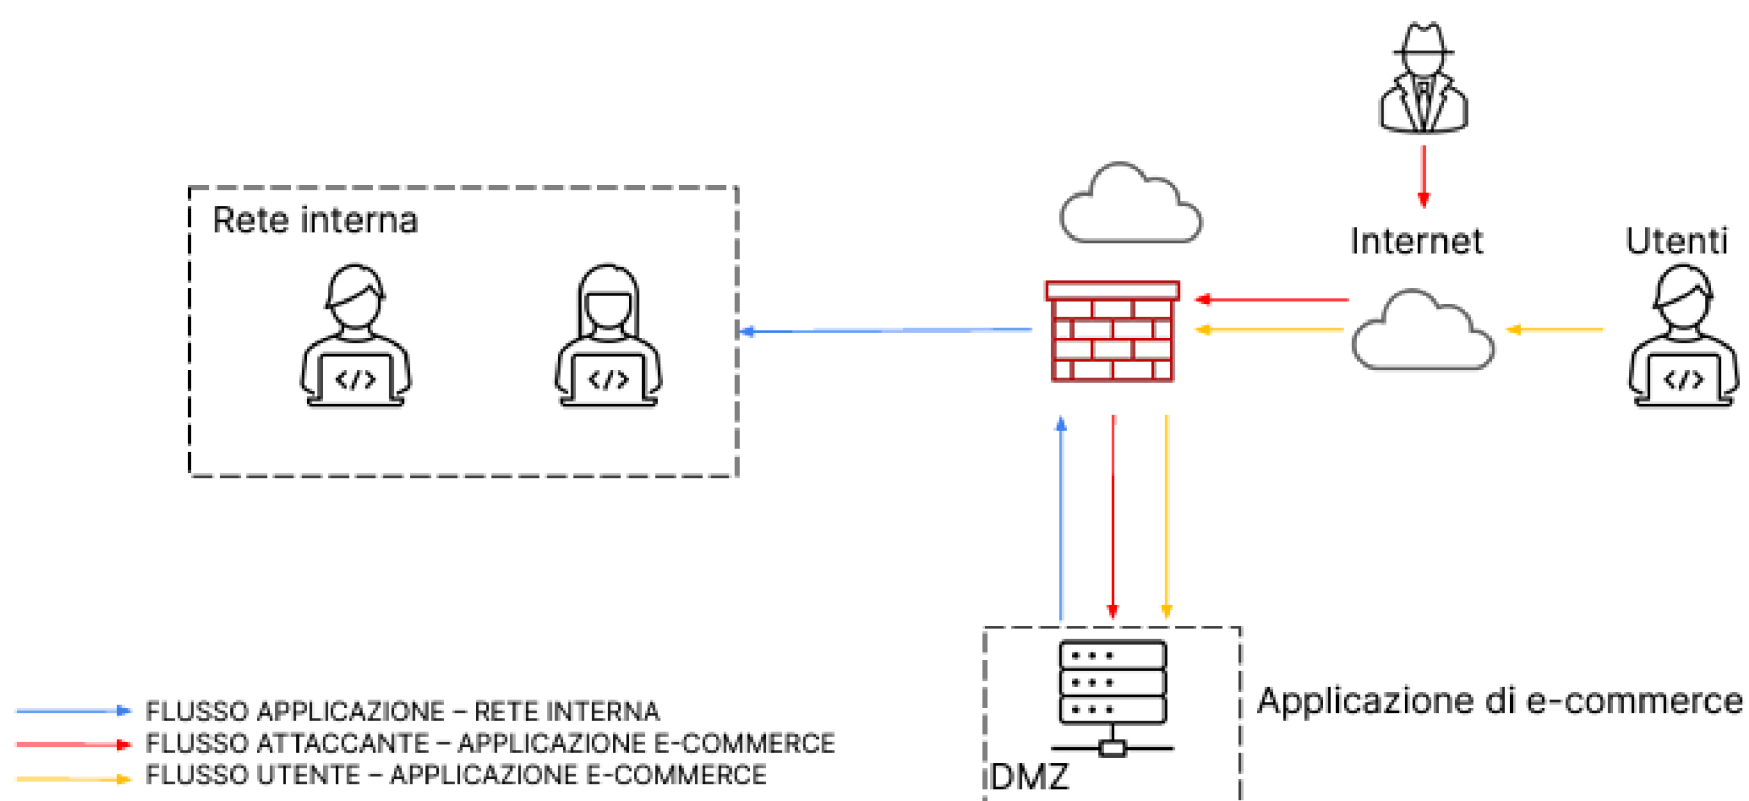 Rete interna
Internet
Utenti
</>
</>
</>
Applicazione di e-commerce
FLUSSO APPLICAZIONE – RETE INTERNA
FLUSSO ATTACCANTE – APPLICAZIONE E-COMMERCE
FLUSSO UTENTE – APPLICAZIONE E-COMMERCE
DMZ